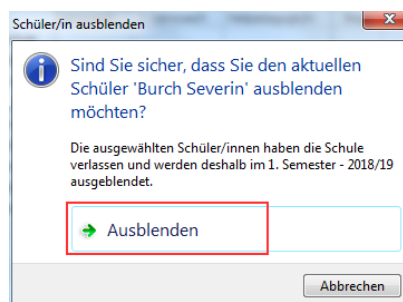 Schüler/in ausblenden
Sind Sie sicher, dass Sie den aktuellen
Schüler 'Burch Severin' ausblenden
möchten?
Die ausgewählten Schüler/innen haben die Schule
verlassen und werden deshalb im 1. Semester - 2018/19
ausgeblendet.
Ausblenden
Abbrechen